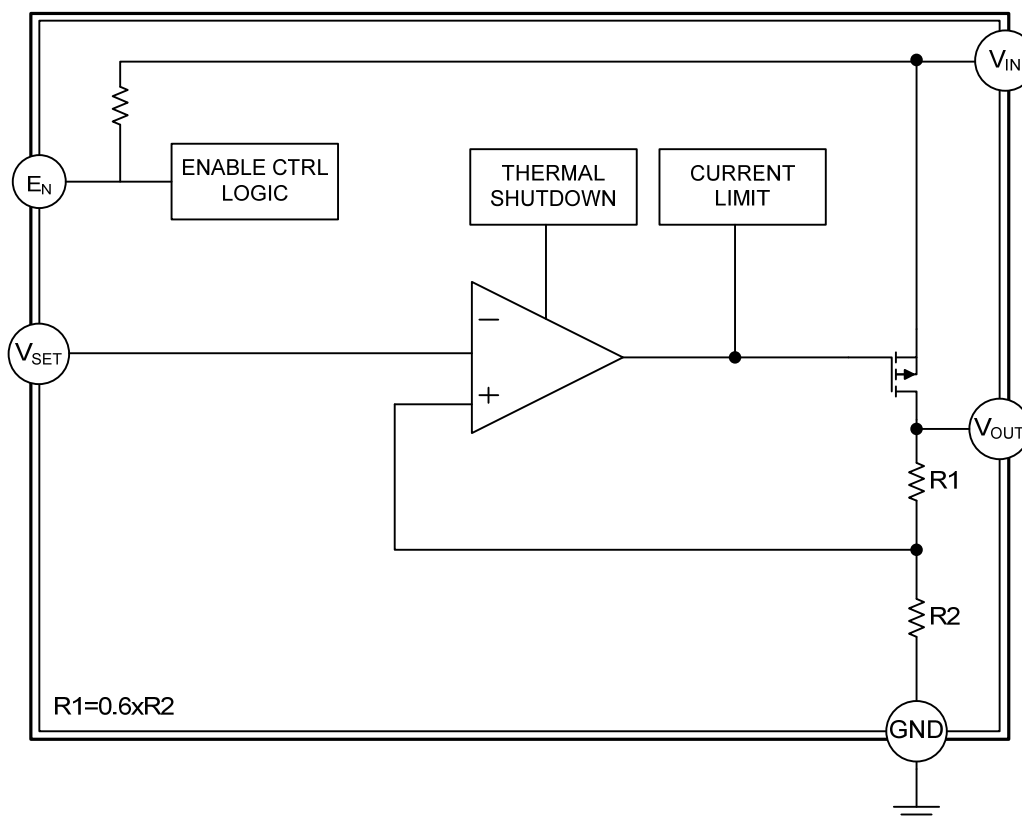 VIN
EN
ENABLE CTRL
LOGIC
THERMAL
SHUTDOWN
CURRENT
LIMIT
VSET
−
+
VOUT
R1
R2
R1=0.6xR2
GND